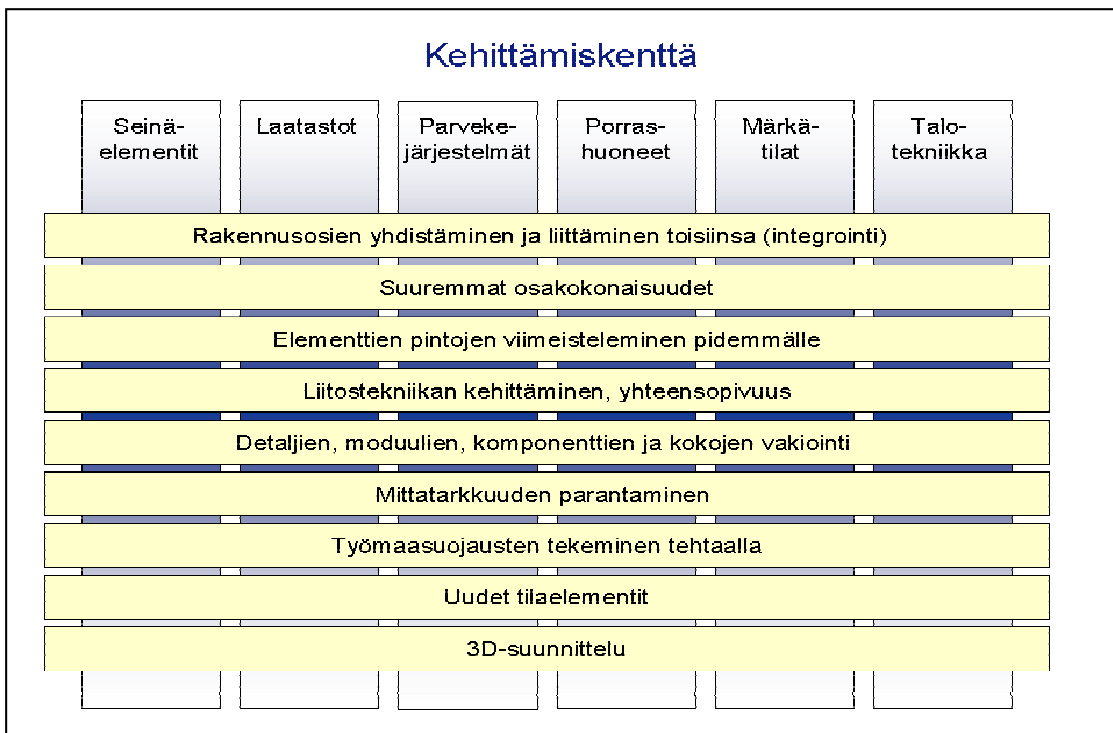 Kehittämiskenttä
Seinä-
elementit
Laatastot
Parveke-
järjestelmät
Porras-
huoneet
Märkä-
tilat
Talo-
tekniikka
Rakennusosien yhdistäminen ja liittäminen toisiinsa (integrointi)
Suuremmat osakokonaisuudet
Elementtien pintojen viimeisteleminen pidemmälle
Liitostekniikan kehittäminen, yhteensopivuus
Detaljien, moduulien, komponenttien ja kokojen vakiointi
Mittatarkkuuden parantaminen
Työmaasuojausten tekeminen tehtaalla
Uudet tilaelementit
3D-suunnittelu